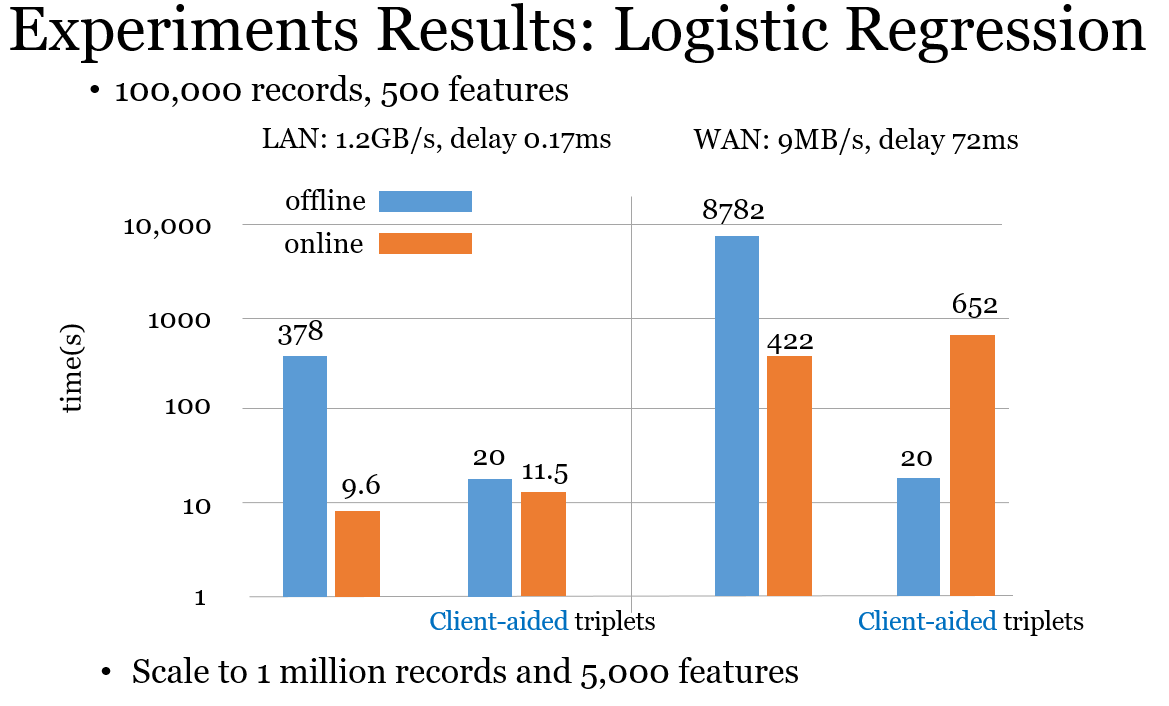 Experiments Results: Logistic Regression
• 100,000 records, 500 features
LAN: 1.2GB/s, delay 0.17ms
WAN: 9MB/s, delay 72ms
offline
online
10,000
1000
100
10
1
time(s)
378
9.6
20
11.5
8782
422
20
652
Client-aided triplets
Client-aided triplets
• Scale to 1 million records and 5,000 features